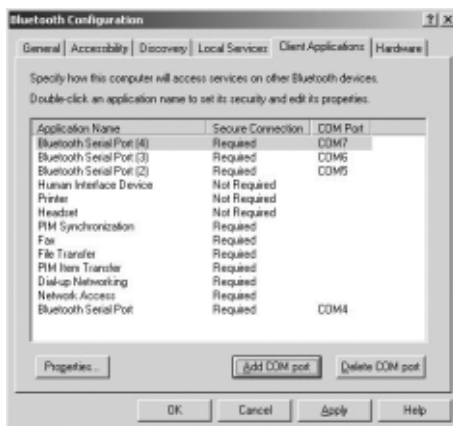 Bluetooth Configuration ? X
General Accessibility Discovery Local Services Client Applications Hardware
Specify how this computer will access services on other Bluetooth devices.
Double-click an application name to set its security and edit its properties.
Application Name Secure Connection COM Port
Bluetooth Serial Port (4) Required COM7
Bluetooth Serial Port (3) Required COM6
Bluetooth Serial Port (2) Required COM5
Human Interface Device Not Required
Printer Not Required
Headset Not Required
PIM Synchronization Required
Fax Required
File Transfer Required
PIM Item Transfer Required
Dial-up Networking Required
Network Access Required
Bluetooth Serial Port Required COM4
Properties... Add COM port Delete COM port
OK Cancel Apply Help